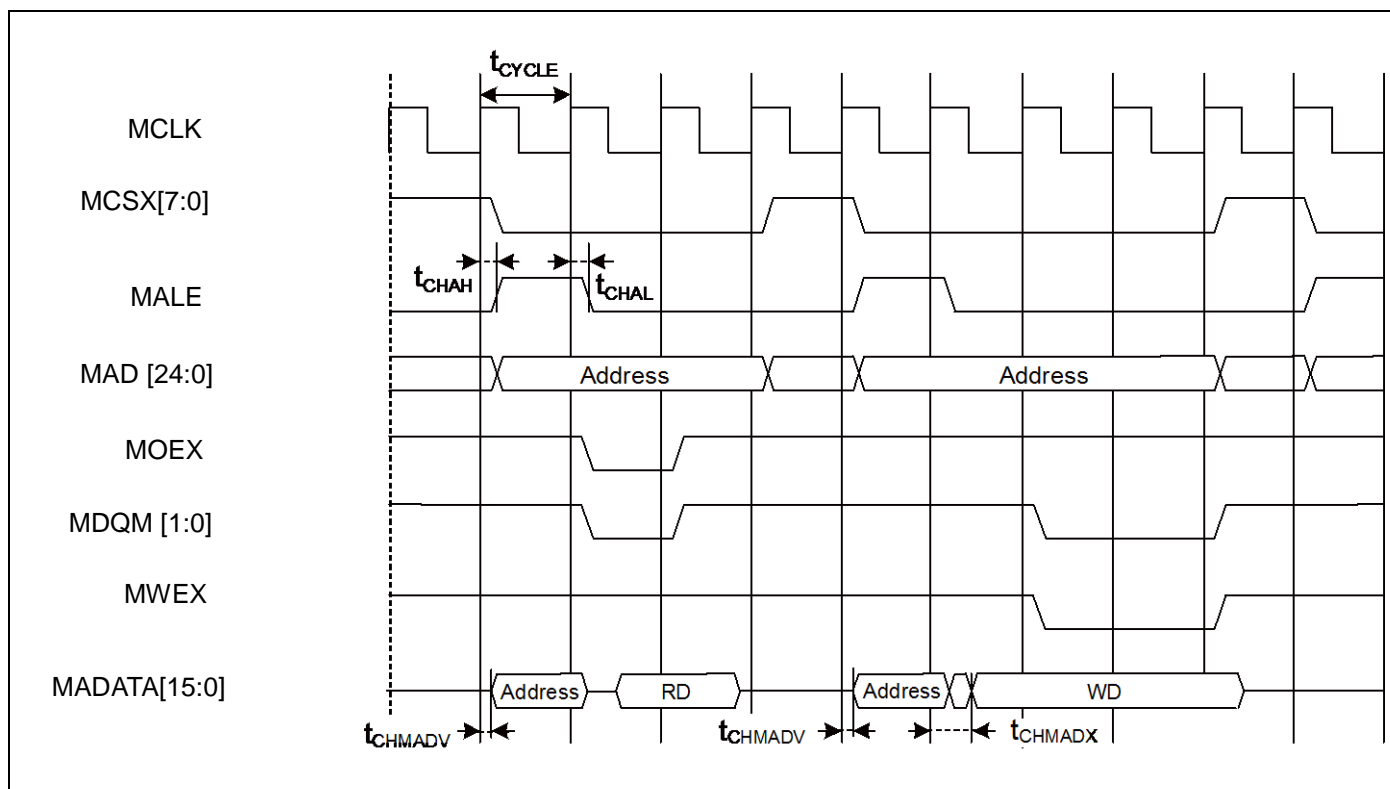 tCYCLE
MCLK
MCSX[7:0]
tCHAH
tCHAL
MALE
MAD [24:0]
Address
Address
MOEX
MDQM [1:0]
MWEX
MADATA[15:0]
Address
RD
Address
WD
tCHMADV
tCHMADV
tCHMADX